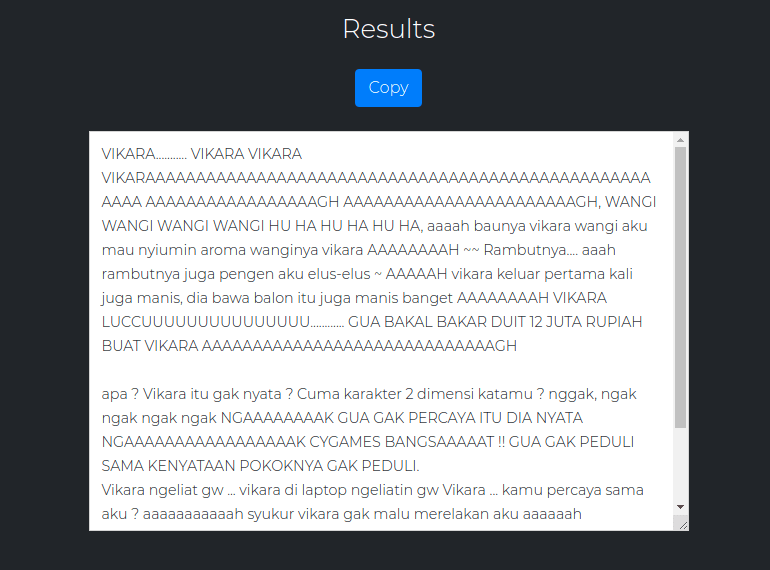 Results
Copy
VIKARA........... VIKARA VIKARA
VIKARAAAAAAAAAAAAAAAAAAAAAAAAAAAAAAAAAAAAAAAAAAAAAAAAAA
AAAA AAAAAAAAAAAAAAAAAGH AAAAAAAAAAAAAAAAAAAAAAAGH, WANGI
WANGI WANGI WANGI HU HA HU HA HU HA, aaaah baunya vikara wangi aku
mau nyiumin aroma wanginya vikara AAAAAAAAH ~~ Rambutnya.... aaah
rambutnya juga pengen aku elus-elus ~ AAAAAH vikara keluar pertama kali
juga manis, dia bawa balon itu juga manis banget AAAAAAAAH VIKARA
LUCCUUUUUUUUUUUUUUU............ GUA BAKAL BAKAR DUIT 12 JUTA RUPIAH
BUAT VIKARA AAAAAAAAAAAAAAAAAAAAAAAAAAAAAGH
apa ? Vikara itu gak nyata ? Cuma karakter 2 dimensi katamu ? nggak, ngak
ngak ngak ngak NGAAAAAAAAK GUA GAK PERCAYA ITU DIA NYATA
NGAAAAAAAAAAAAAAAAAK CYGAMES BANGSAAAAAT !! GUA GAK PEDULI
SAMA KENYATAAN POKOKNYA GAK PEDULI.
Vikara ngeliat gw ... vikara di laptop ngeliatin gw Vikara ... kamu percaya sama
aku ? aaaaaaaaaaah syukur vikara gak malu merelakan aku aaaaaah